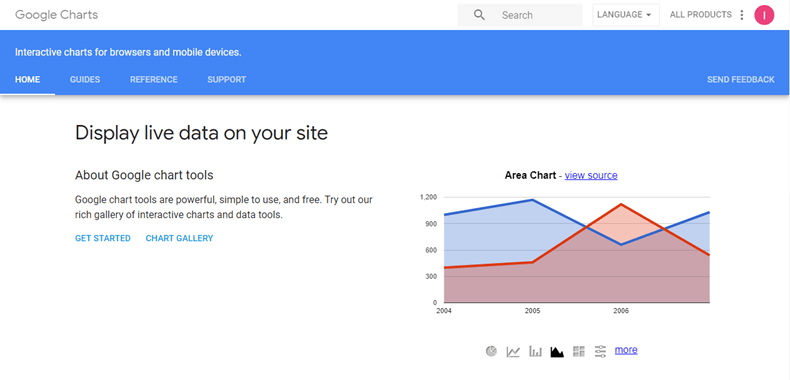 Google Charts
Search
LANGUAGE
ALL PRODUCTS
I
Interactive charts for browsers and mobile devices.
HOME
GUIDES
REFERENCE
SUPPORT
SEND FEEDBACK
Display live data on your site
About Google chart tools
Google chart tools are powerful, simple to use, and free. Try out our
rich gallery of interactive charts and data tools.
GET STARTED
CHART GALLERY
Area Chart - view source
1,200
900
600
300
0
2004
2005
2006
more